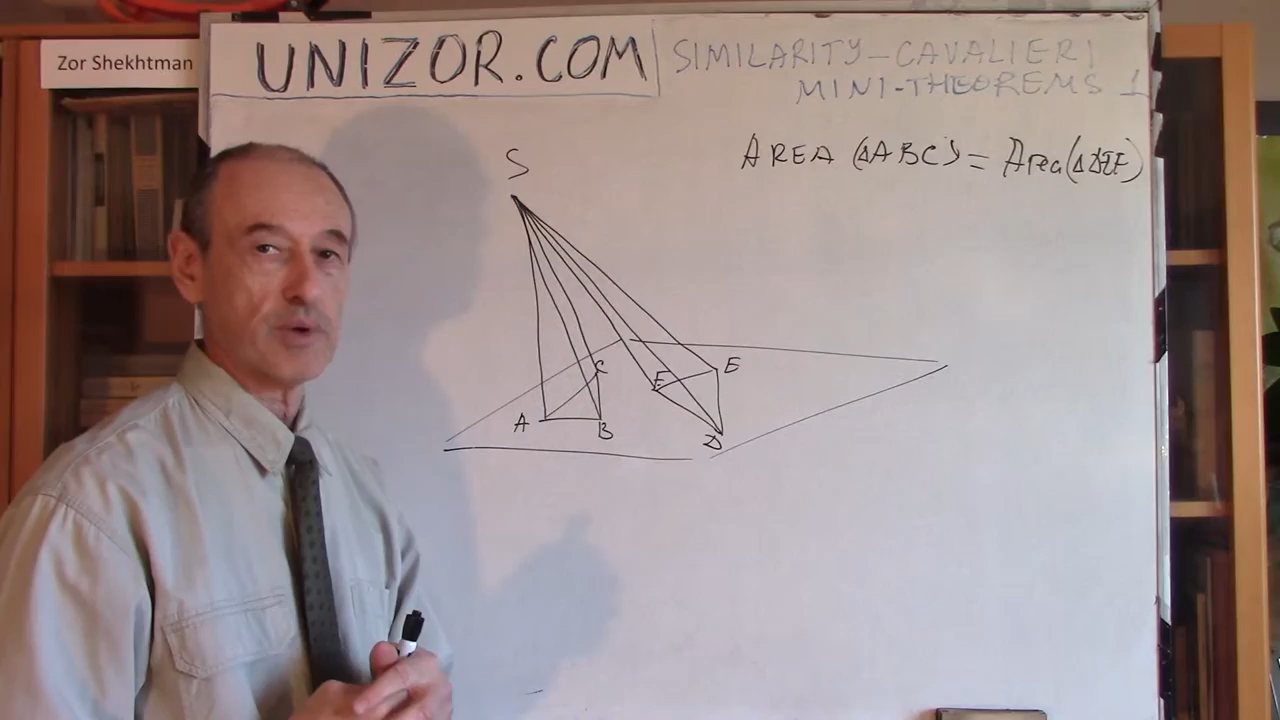 Zor Shekhtman
UNIZOR.COM
SIMILARITY-CAVALIERI
MINI-THEOREMS 1
AREA (ΔABC) = Area (ΔDEF)
S
C
E
E
A
B
D